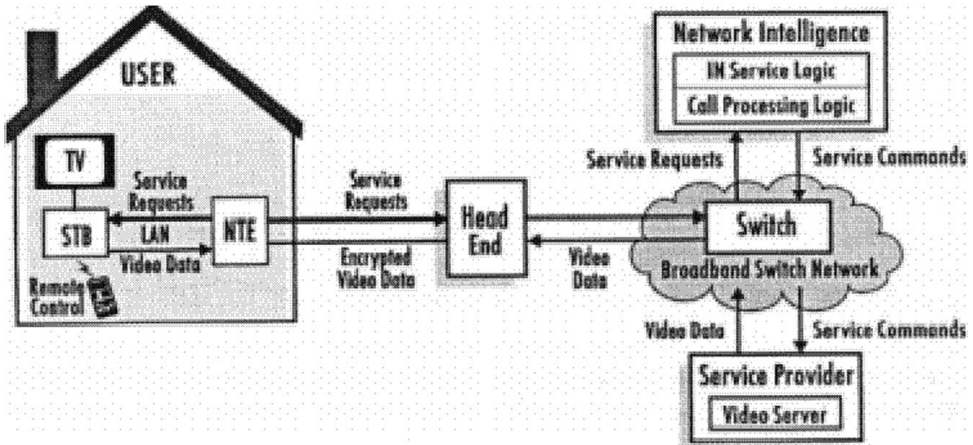 USER
TV
STB
Remote
Control
Service
Requests
LAN
Video Data
NTE
Service
Requests
Encrypted
Video Data
Head
End
Video
Data
Network Intelligence
IN Service Logic
Call Processing Logic
Service Requests
Service Commands
Switch
Broadband Switch Network
Video Data
Service Commands
Service Provider
Video Server